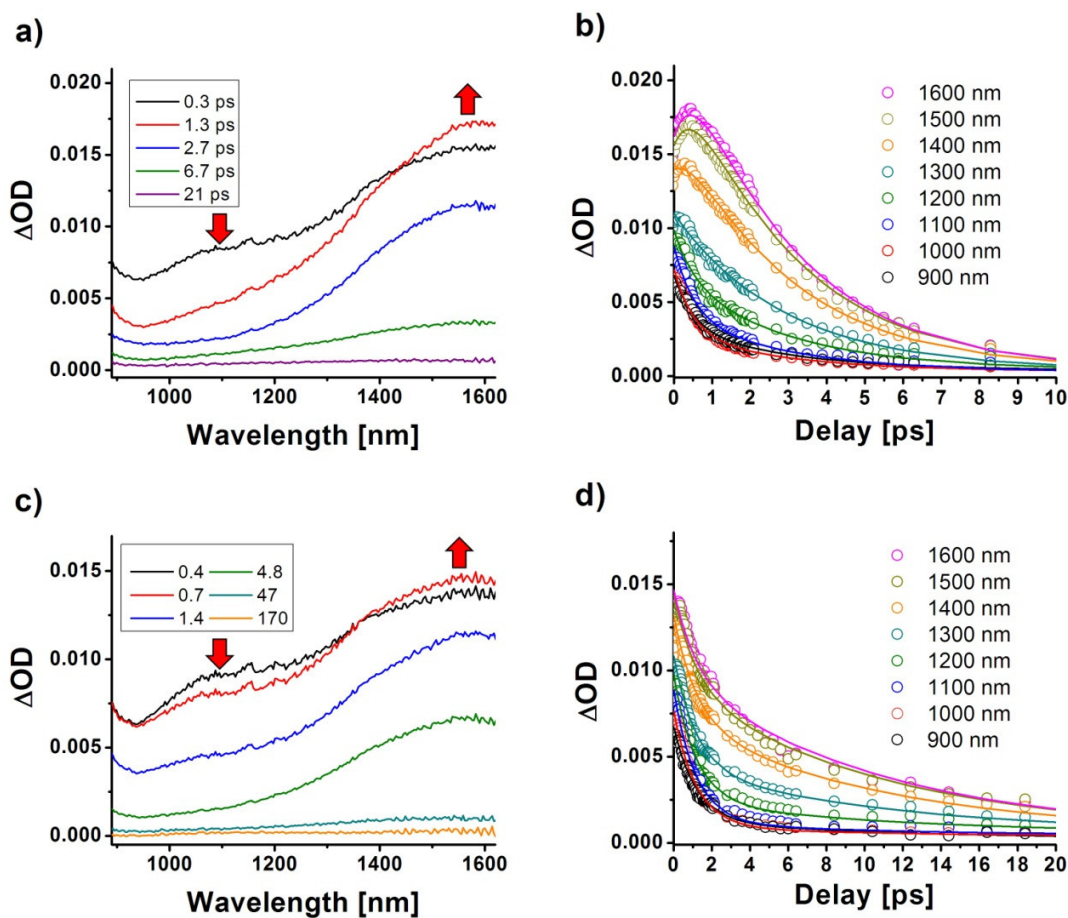 a)
ΔOD
0.020
0.015
0.010
0.005
0.000
0.3 ps
1.3 ps
2.7 ps
6.7 ps
21 ps
1000 1200 1400 1600
Wavelength [nm]
b)
ΔOD
0.020
0.015
0.010
0.005
0.000
1600 nm
1500 nm
1400 nm
1300 nm
1200 nm
1100 nm
1000 nm
900 nm
0 1 2 3 4 5 6 7 8 9 10
Delay [ps]
c)
ΔOD
0.015
0.010
0.005
0.000
0.4 4.8
0.7 47
1.4 170
1000 1200 1400 1600
Wavelength [nm]
d)
ΔOD
0.015
0.010
0.005
0.000
1600 nm
1500 nm
1400 nm
1300 nm
1200 nm
1100 nm
1000 nm
900 nm
0 2 4 6 8 10 12 14 16 18 20
Delay [ps]